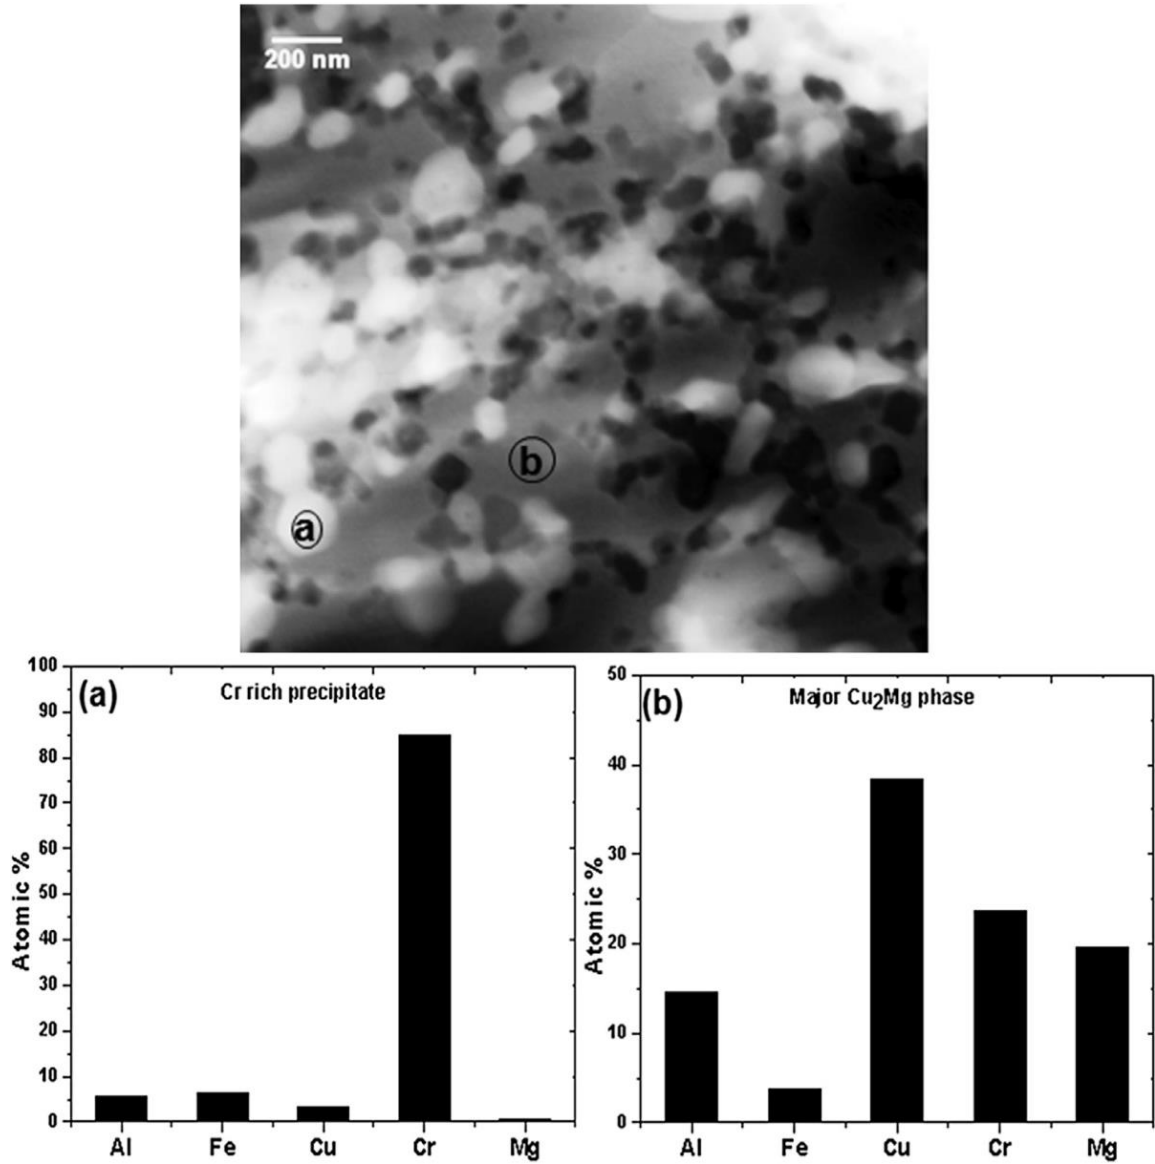 200 nm
b
a
(a)
Cr rich precipitate
100
90
80
70
60
50
40
30
20
10
0
Atomic %
Al Fe Cu Cr Mg
(b)
Major Cu₂Mg phase
50
40
30
20
10
0
Atomic %
Al Fe Cu Cr Mg